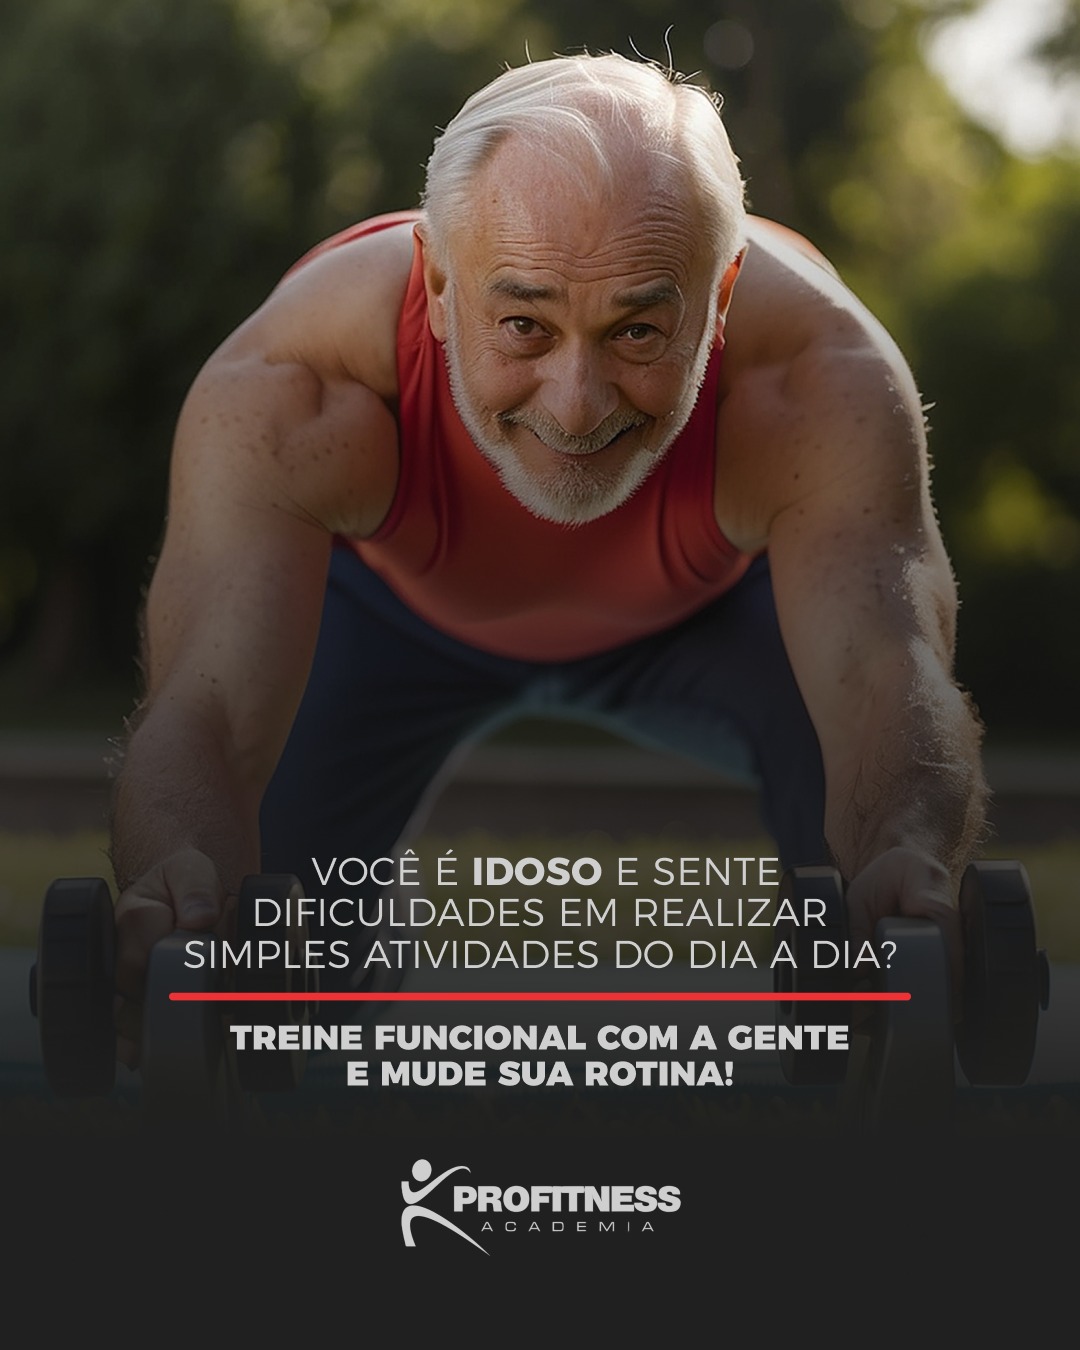 VOCÊ É IDOSO E SENTE
DIFICULDADES EM REALIZAR
SIMPLES ATIVIDADES DO DIA A DIA?
TREINE FUNCIONAL COM A GENTE
E MUDE SUA ROTINA!
PROFITNESS
ACADEMIA